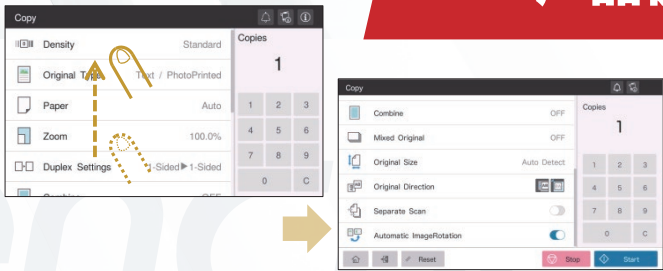 Copy
Density Standard
Original Type Text / PhotoPrinted
Paper Auto
Zoom 100.0%
Duplex Settings 1-Sided▶1-Sided
Combine OFF
Copies
1
1 2 3
4 5 6
7 8 9
0 C
Copy
Combine OFF
Mixed Original OFF
Original Size Auto Detect
Original Direction
Separate Scan
Automatic ImageRotation
Copies
1
1 2 3
4 5 6
7 8 9
0 C
Reset
Stop
Start